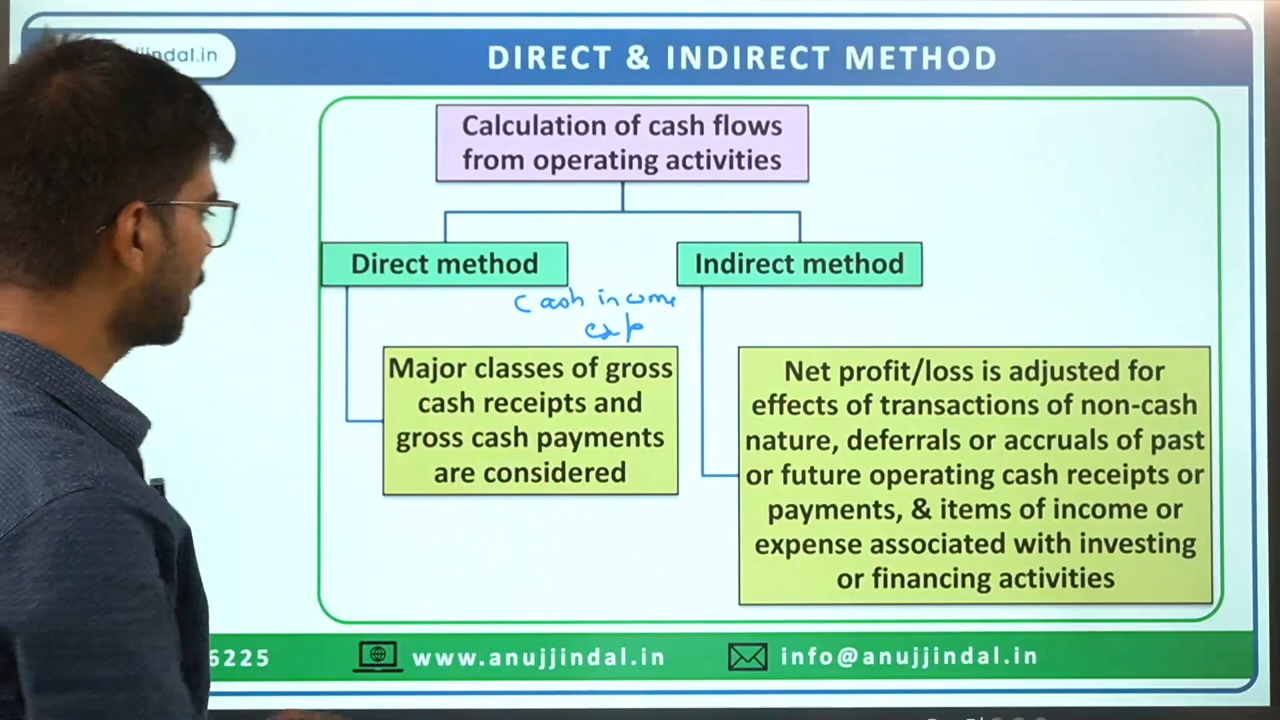 jindal.in
DIRECT & INDIRECT METHOD
Calculation of cash flows
from operating activities
Direct method
Indirect method
Cash income
exp
Major classes of gross
cash receipts and
gross cash payments
are considered
Net profit/loss is adjusted for
effects of transactions of non-cash
nature, deferrals or accruals of past
or future operating cash receipts or
payments, & items of income or
expense associated with investing
or financing activities
6225
www.anujjindal.in
info@anujjindal.in